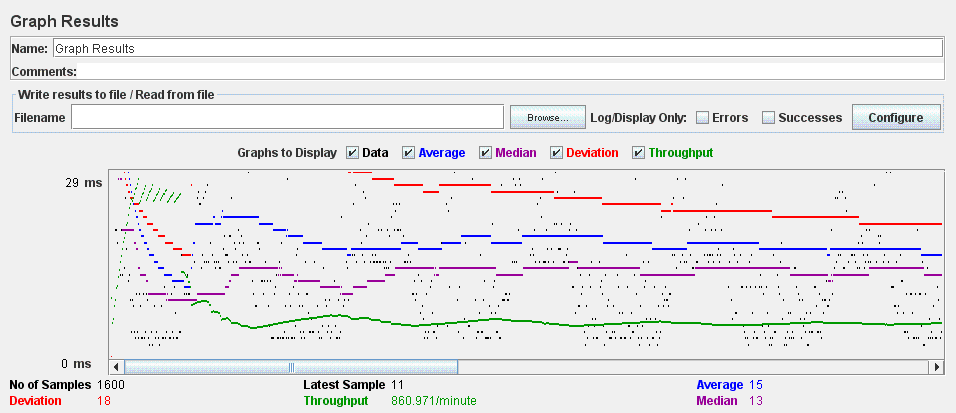 Graph Results
Name: Graph Results
Comments:
Write results to file / Read from file
Filename Browse... Log/Display Only: Errors Successes Configure
Graphs to Display Data Average Median Deviation Throughput
29 ms
0 ms
No of Samples 1600 Latest Sample 11 Average 15
Deviation 18 Throughput 860.971/minute Median 13